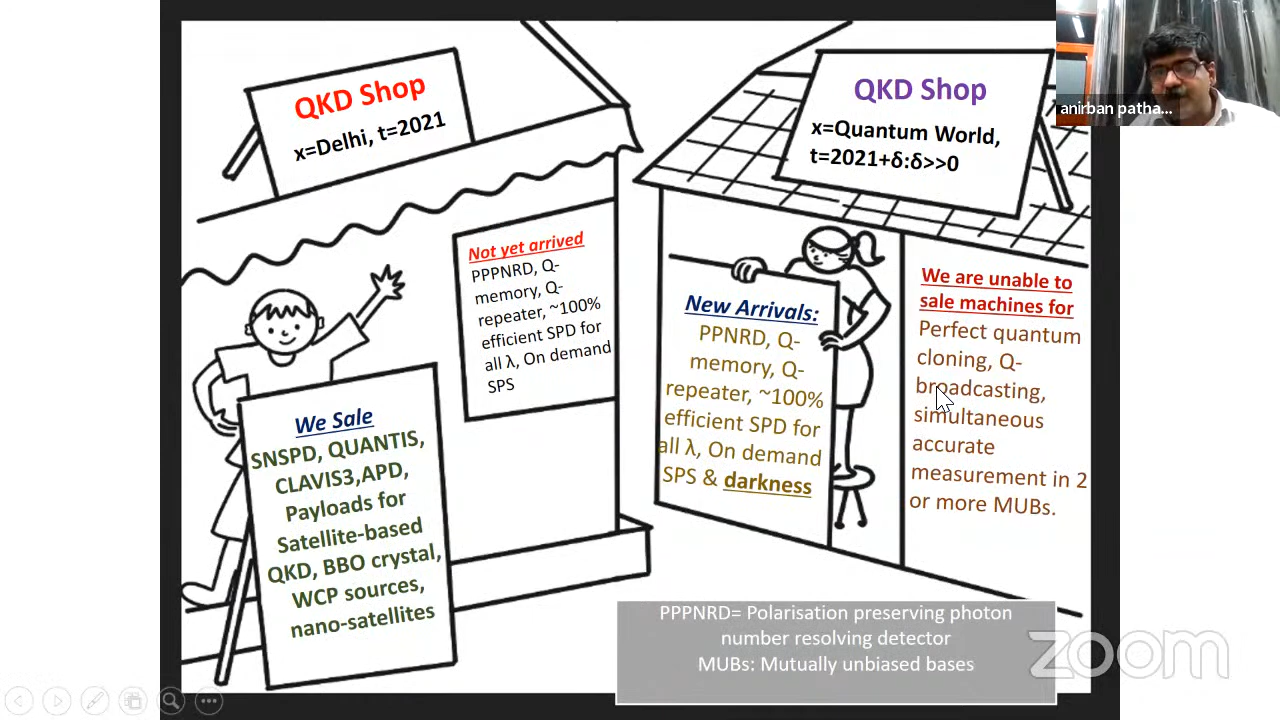 QKD Shop
x=Delhi, t=2021
Not yet arrived
PPPNRD, Q-
memory, Q-
repeater, ~100%
efficient SPD for
all λ, On demand
SPS
We Sale
SNSPD, QUANTIS,
CLAVIS3,APD,
Payloads for
Satellite-based
QKD, BBO crystal,
WCP sources,
nano-satellites
QKD Shop
x=Quantum World,
t=2021+δ:δ>>0
New Arrivals:
PPNRD, Q-
memory, Q-
repeater, ~100%
efficient SPD for
all λ, On demand
SPS & darkness
We are unable to
sale machines for
Perfect quantum
cloning, Q-
broadcasting,
simultaneous
accurate
measurement in 2
or more MUBs.
PPPNRD= Polarisation preserving photon
number resolving detector
MUBs: Mutually unbiased bases
anirban patha...
zoom